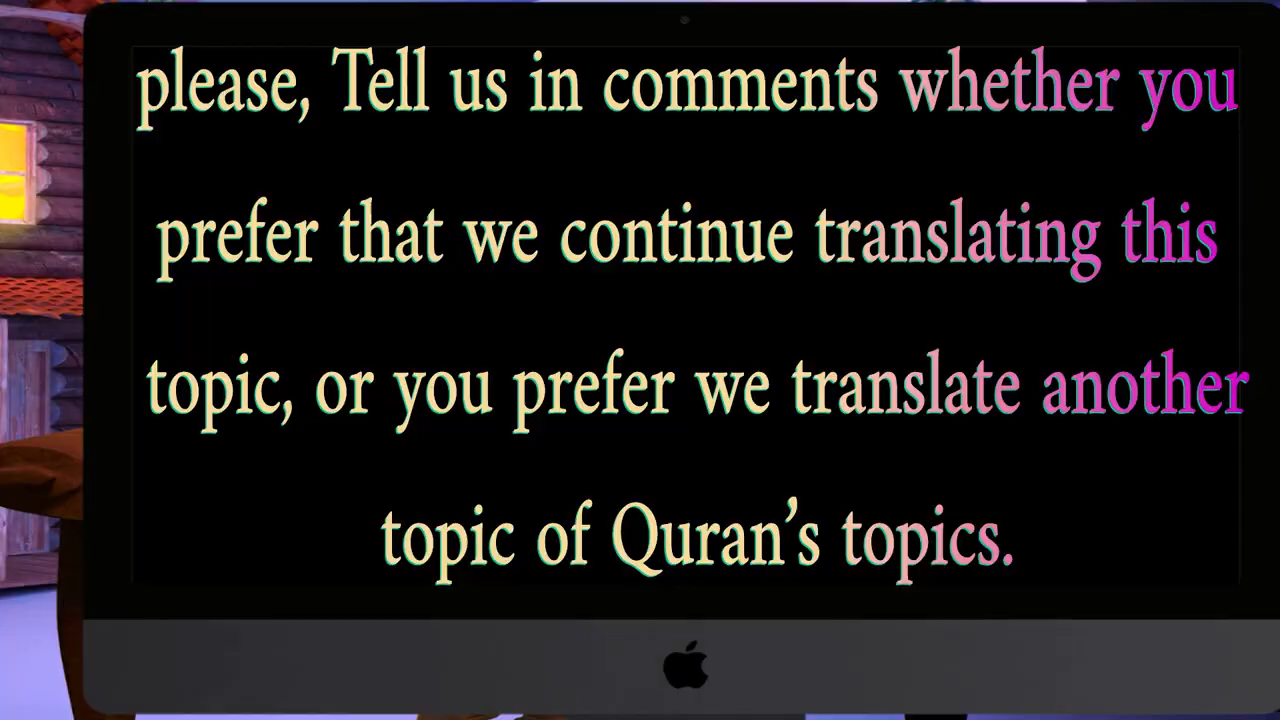 please, Tell us in comments whether you
prefer that we continue translating this
topic, or you prefer we translate another
topic of Quran’s topics.